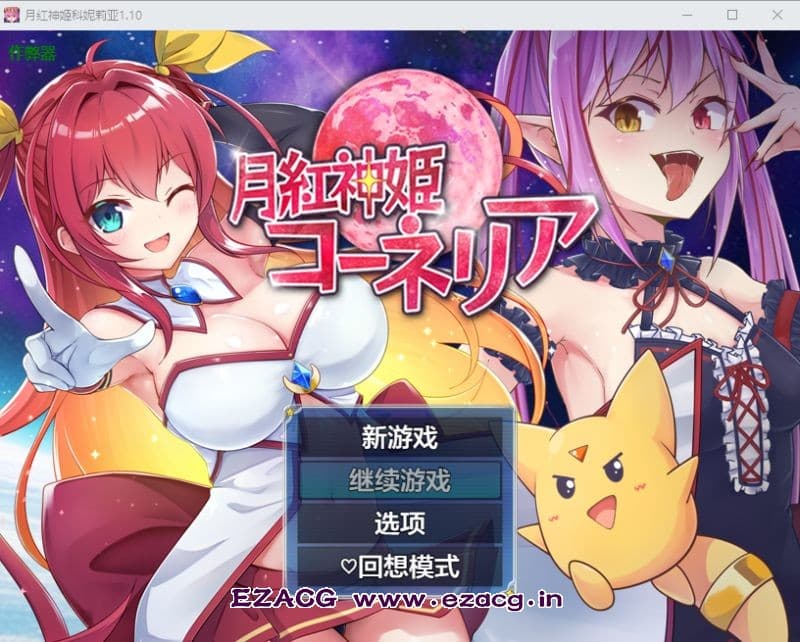 月紅神姬科妮莉亚1.10
作弊器
月紅神姫
コーネリア
新游戏
继续游戏
选项
♡回想模式
EZACG www.ezacg.in